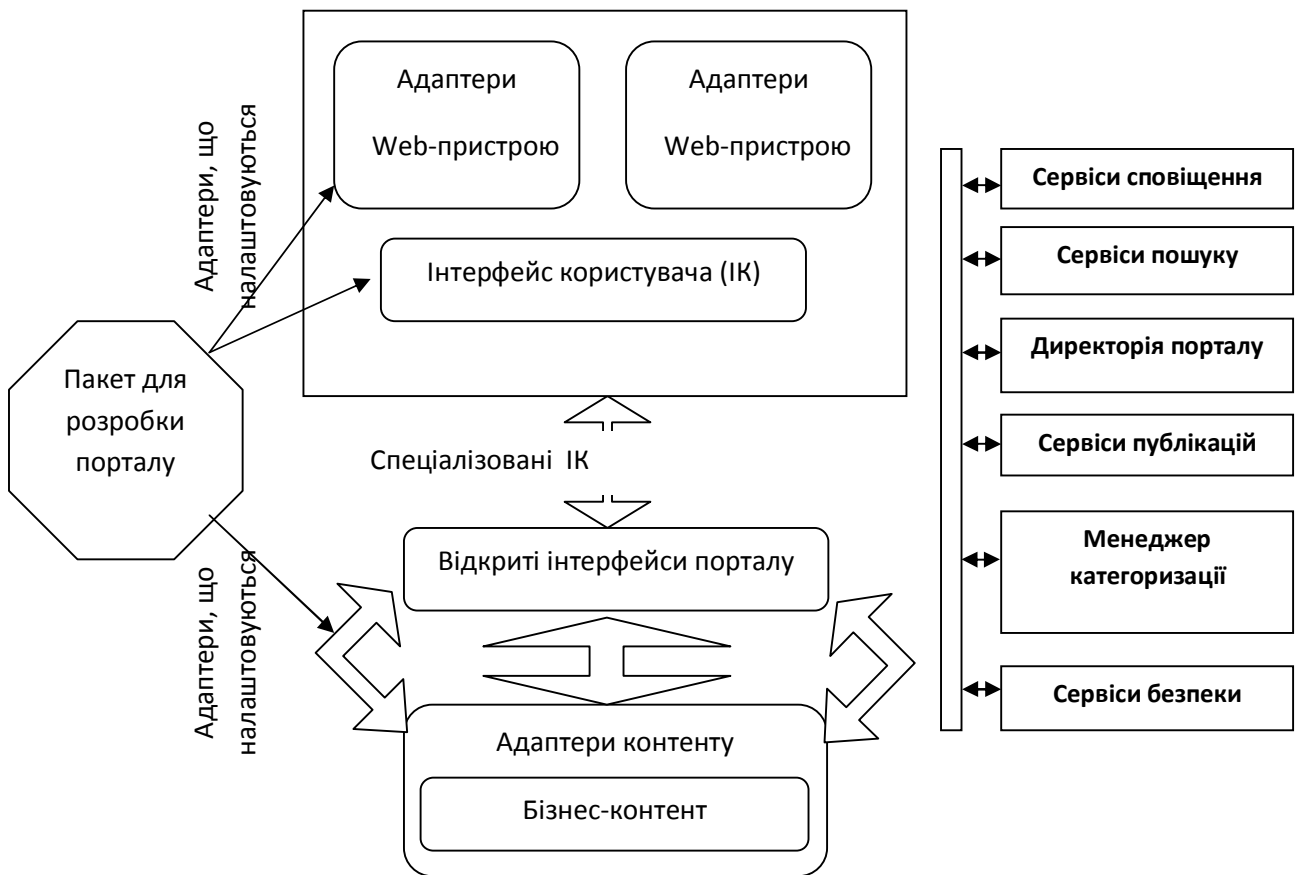 Адаптери
Web-пристрою
Адаптери
Web-пристрою
Інтерфейс користувача (ІК)
Адаптери, що
налаштовуються
Пакет для
розробки
порталу
Спеціалізовані ІК
Відкриті інтерфейси порталу
Адаптери, що
налаштовуються
Адаптери контенту
Бізнес-контент
Сервіси сповіщення
Сервіси пошуку
Директорія порталу
Сервіси публікацій
Менеджер
категоризації
Сервіси безпеки